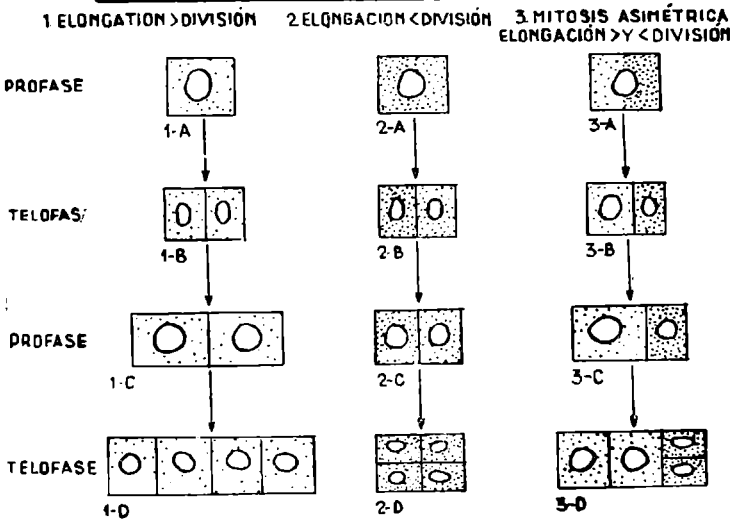 1 ELONGATION > DIVISIÓN
2 ELONGACION < DIVISIÓN
3. MITOSIS ASIMÉTRICA
ELONGACIÓN > Y < DIVISIÓN
PROFASE
1-A
2-A
3-A
TELOFAS
1-B
2-B
3-B
PROFASE
1-C
2-C
3-C
TELOFASE
1-D
2-D
3-D